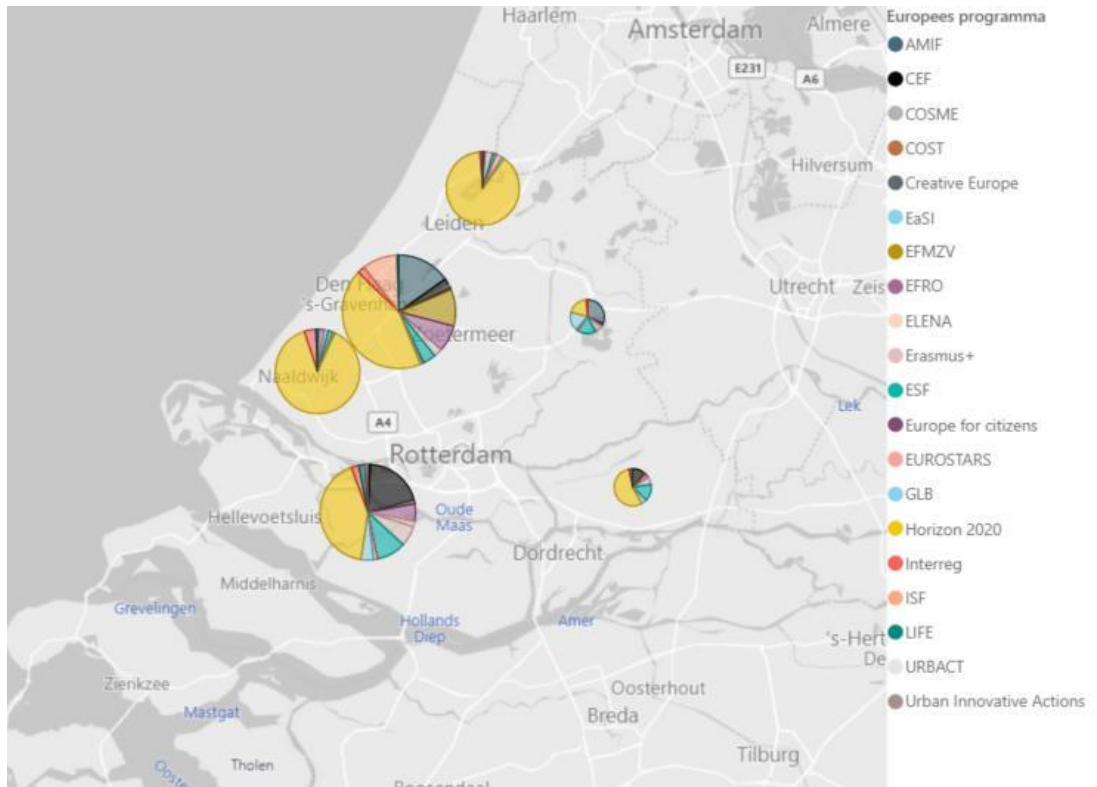 Haarlem
Amsterdam
Almere
E231
A6
Hilversum
Leiden
Utrecht
Zeis
Den Haag
's-Gravenha
Zoetermeer
Naaldwijk
A4
Lek
Rotterdam
Hellevoetsluis
Oude
Maas
Dordrecht
Middelharnis
Grevelingen
Hollands
Diep
Amer
's-Hert
De
Zienkzee
Oosterhout
Mastgat
Breda
Tholen
Tilburg
Ooste
Roosendaal
Europees programma
AMIF
CEF
COSME
COST
Creative Europe
EaSI
EFMZV
EFRO
ELENA
Erasmus+
ESF
Europe for citizens
EUROSTARS
GLB
Horizon 2020
Interreg
ISF
LIFE
URBACT
Urban Innovative Actions